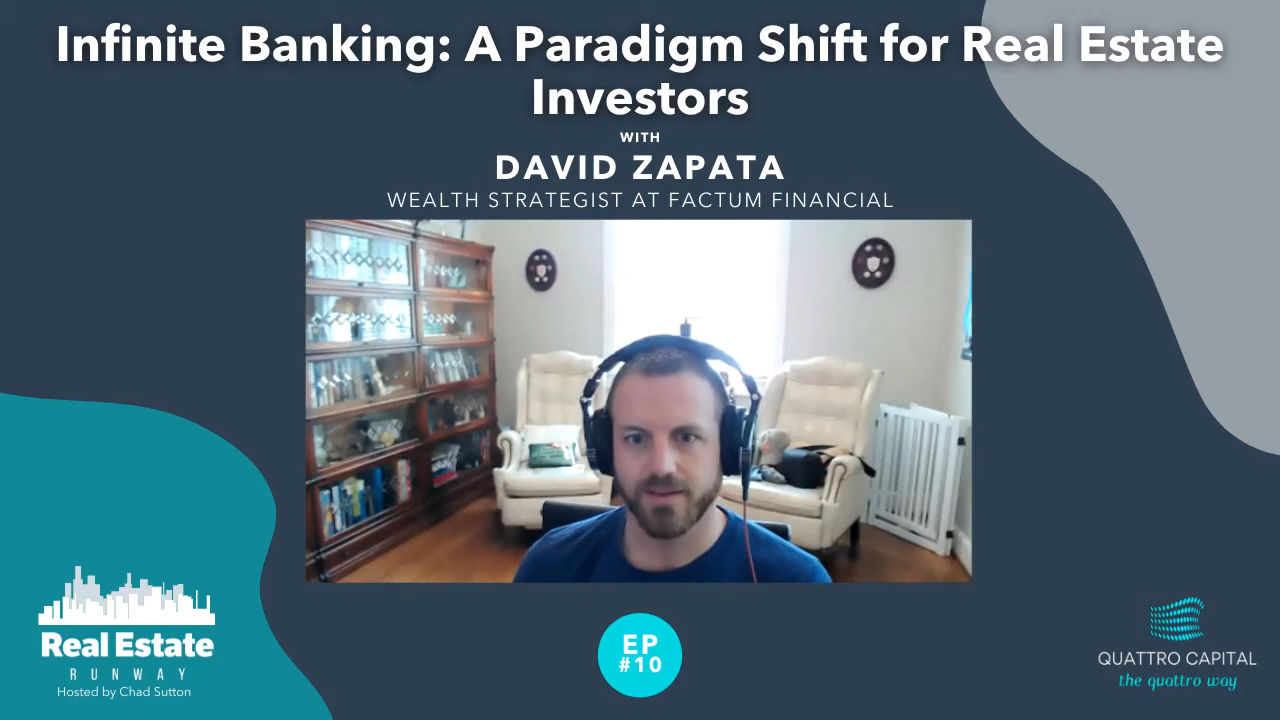 Infinite Banking: A Paradigm Shift for Real Estate
Investors
WITH
DAVID ZAPATA
WEALTH STRATEGIST AT FACTUM FINANCIAL
Real Estate
RUNWAY
Hosted by Chad Sutton
EP
#10
QUATTRO CAPITAL
the quattro way